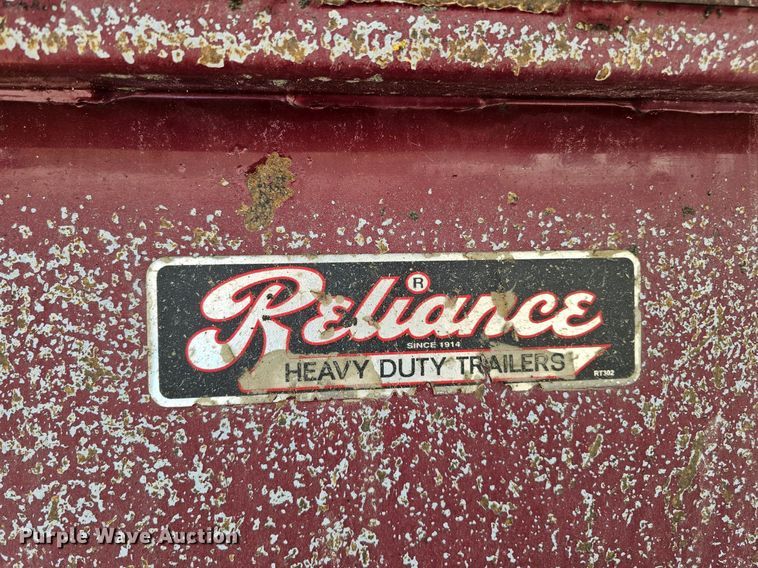 Reliance
R
SINCE 1914
HEAVY DUTY TRAILERS
RT302
Purple Wave Auction